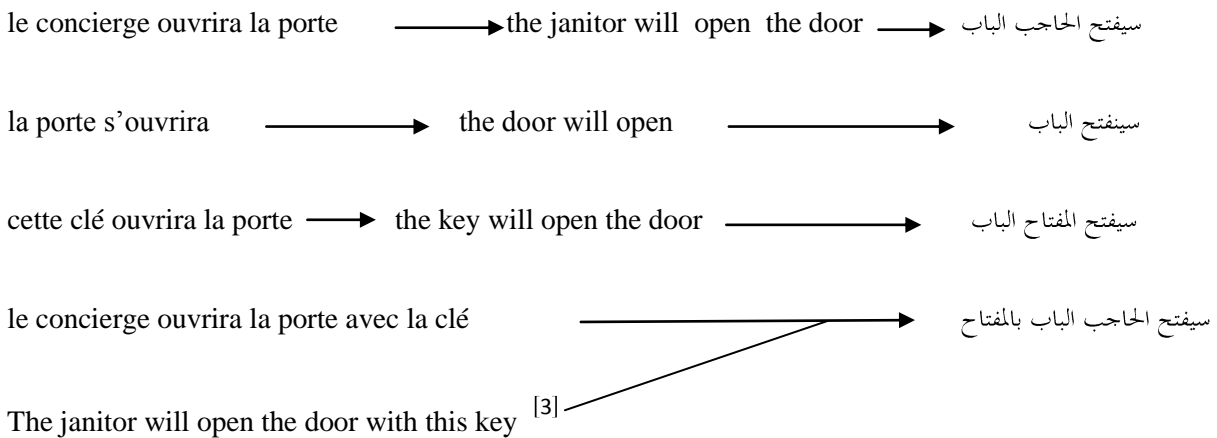 le concierge ouvrira la porte the janitor will open the door سيفتح الحاجب الباب
la porte s’ouvrira the door will open سينفتح الباب
cette clé ouvrira la porte the key will open the door سيفتح المفتاح الباب
le concierge ouvrira la porte avec la clé سيفتح الحاجب الباب بالمفتاح
The janitor will open the door with this key [3]